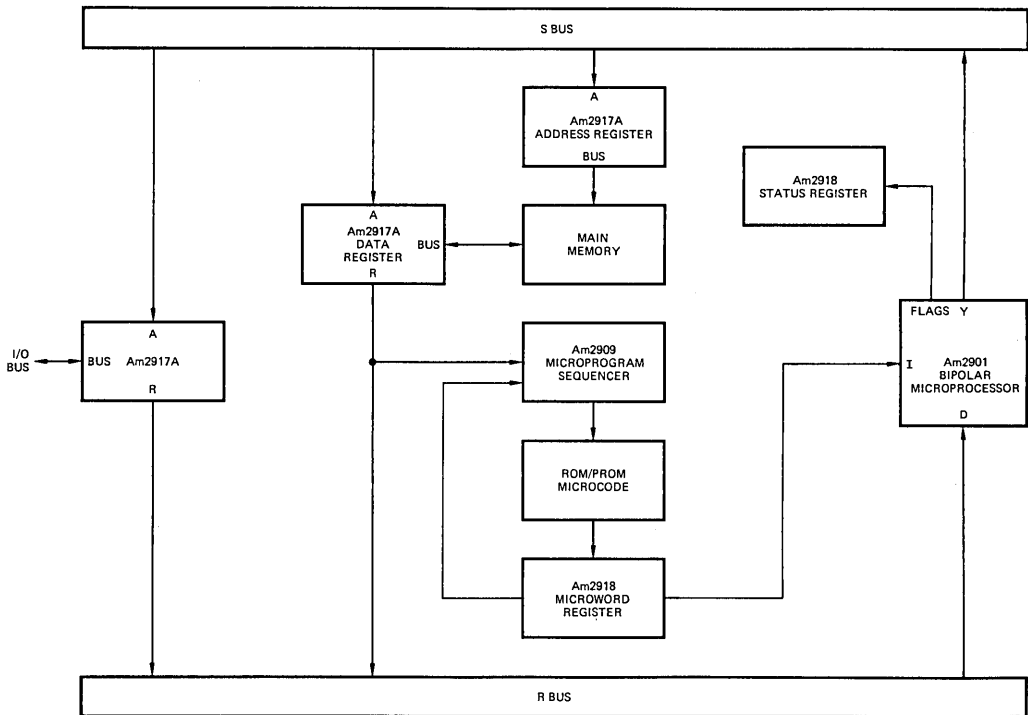 S BUS
A
Am2917A
ADDRESS REGISTER
BUS
Am2918
STATUS REGISTER
A
Am2917A
DATA
REGISTER
BUS
R
MAIN
MEMORY
I/O
BUS
A
BUS
Am2917A
R
Am2909
MICROPROGRAM
SEQUENCER
FLAGS Y
I
Am2901
BIPOLAR
MICROPROCESSOR
D
ROM/PROM
MICROCODE
Am2918
MICROWORD
REGISTER
R BUS